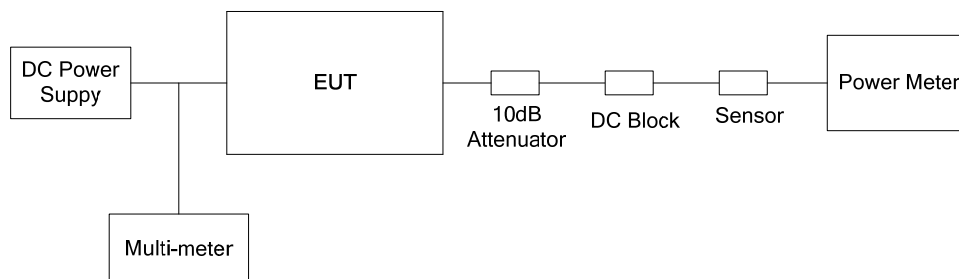 DC Power
Suppy
EUT
10dB
Attenuator
DC Block
Sensor
Power Meter
Multi-meter